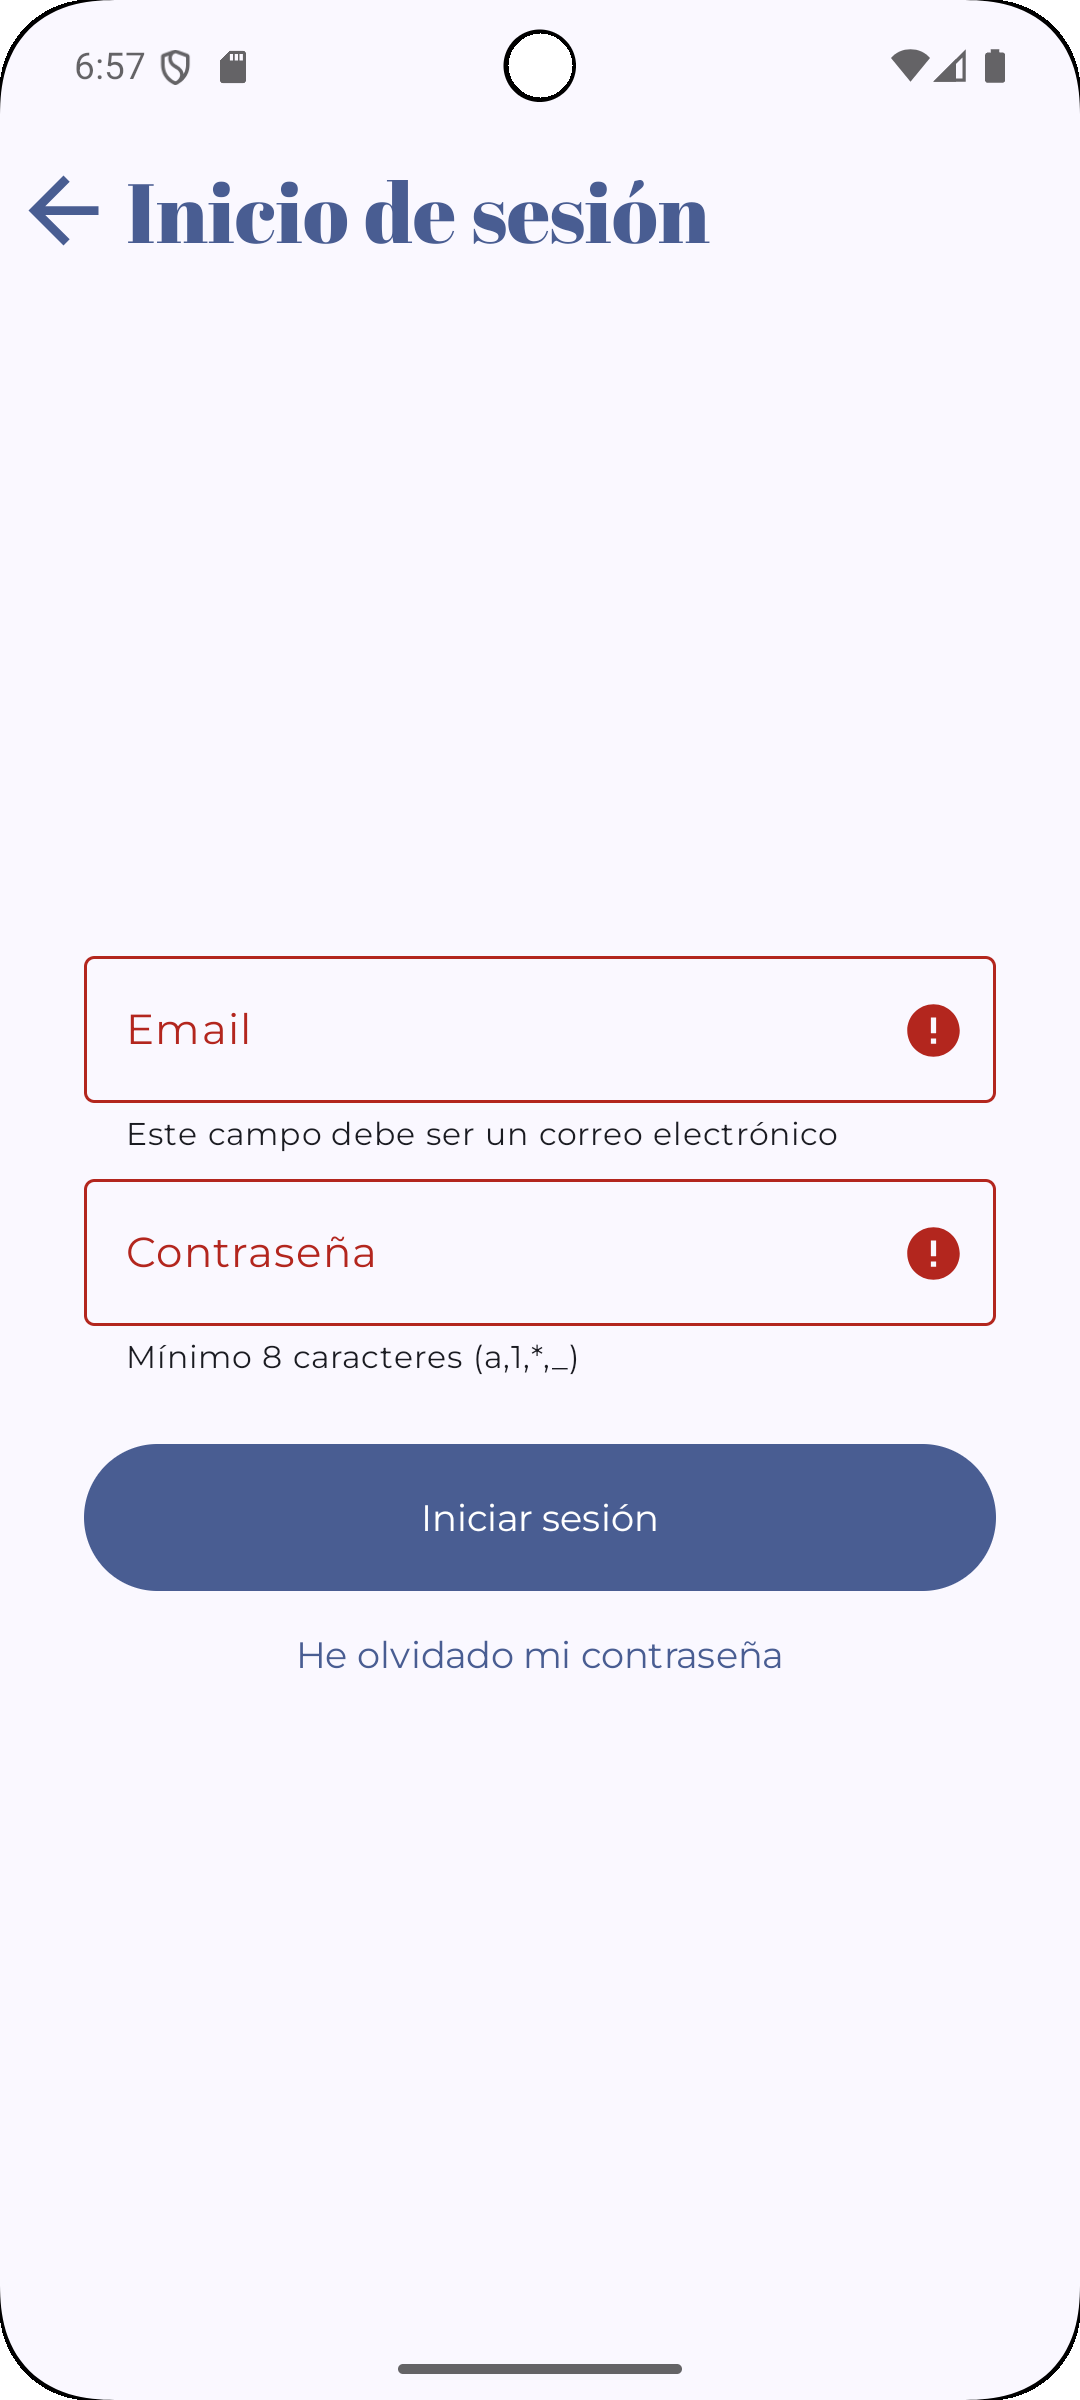 6:57
Inicio de sesión
Email
Este campo debe ser un correo electrónico
Contraseña
Mínimo 8 caracteres (a,1,*,_)
Iniciar sesión
He olvidado mi contraseña